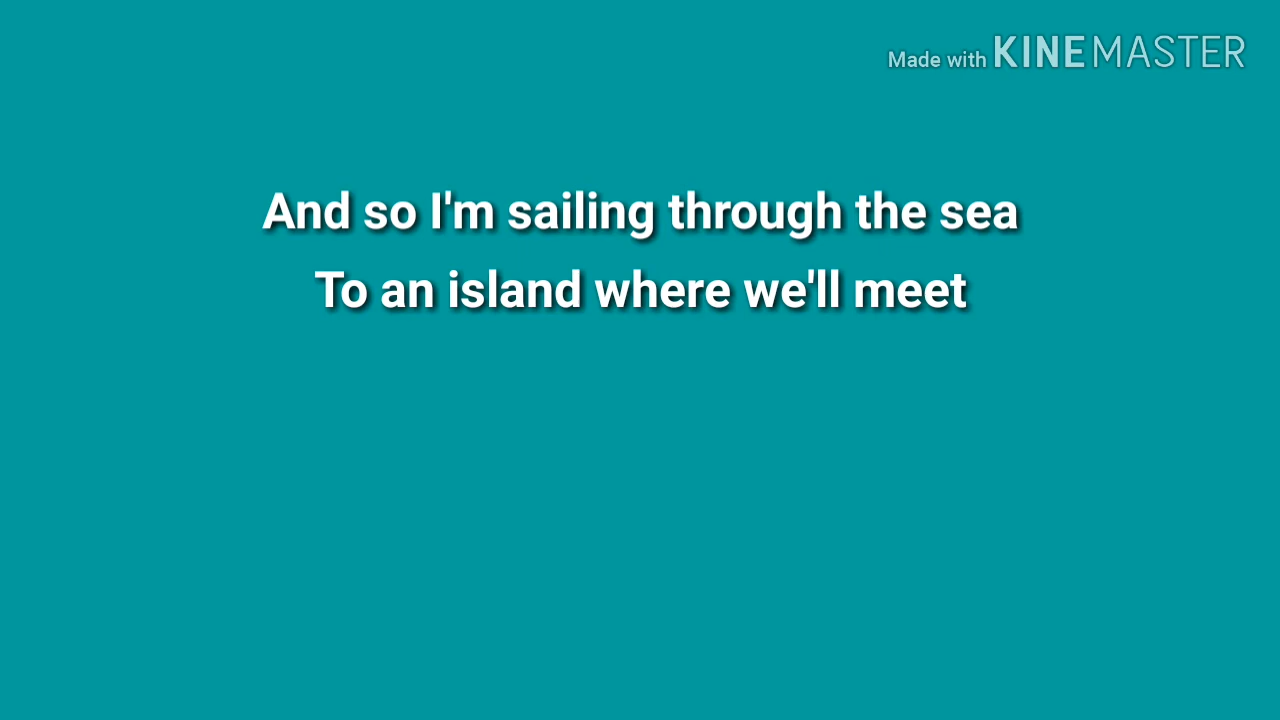 Made with KINEMASTER
And so I'm sailing through the sea
To an island where we'll meet